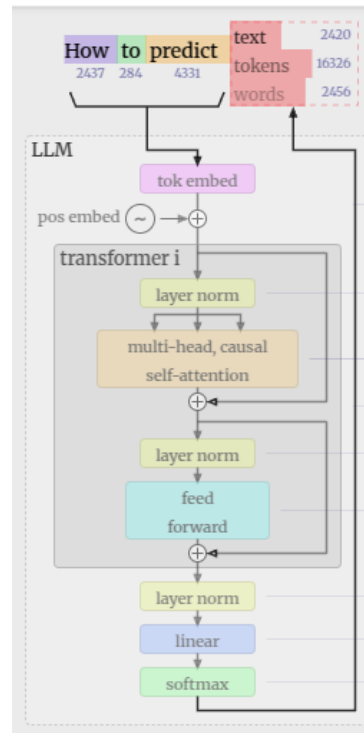 How to predict
2437 284 4331
text 2420
tokens 16326
words 2456
LLM
tok embed
pos embed ~
transformer i
layer norm
multi-head, causal
self-attention
layer norm
feed
forward
layer norm
linear
softmax